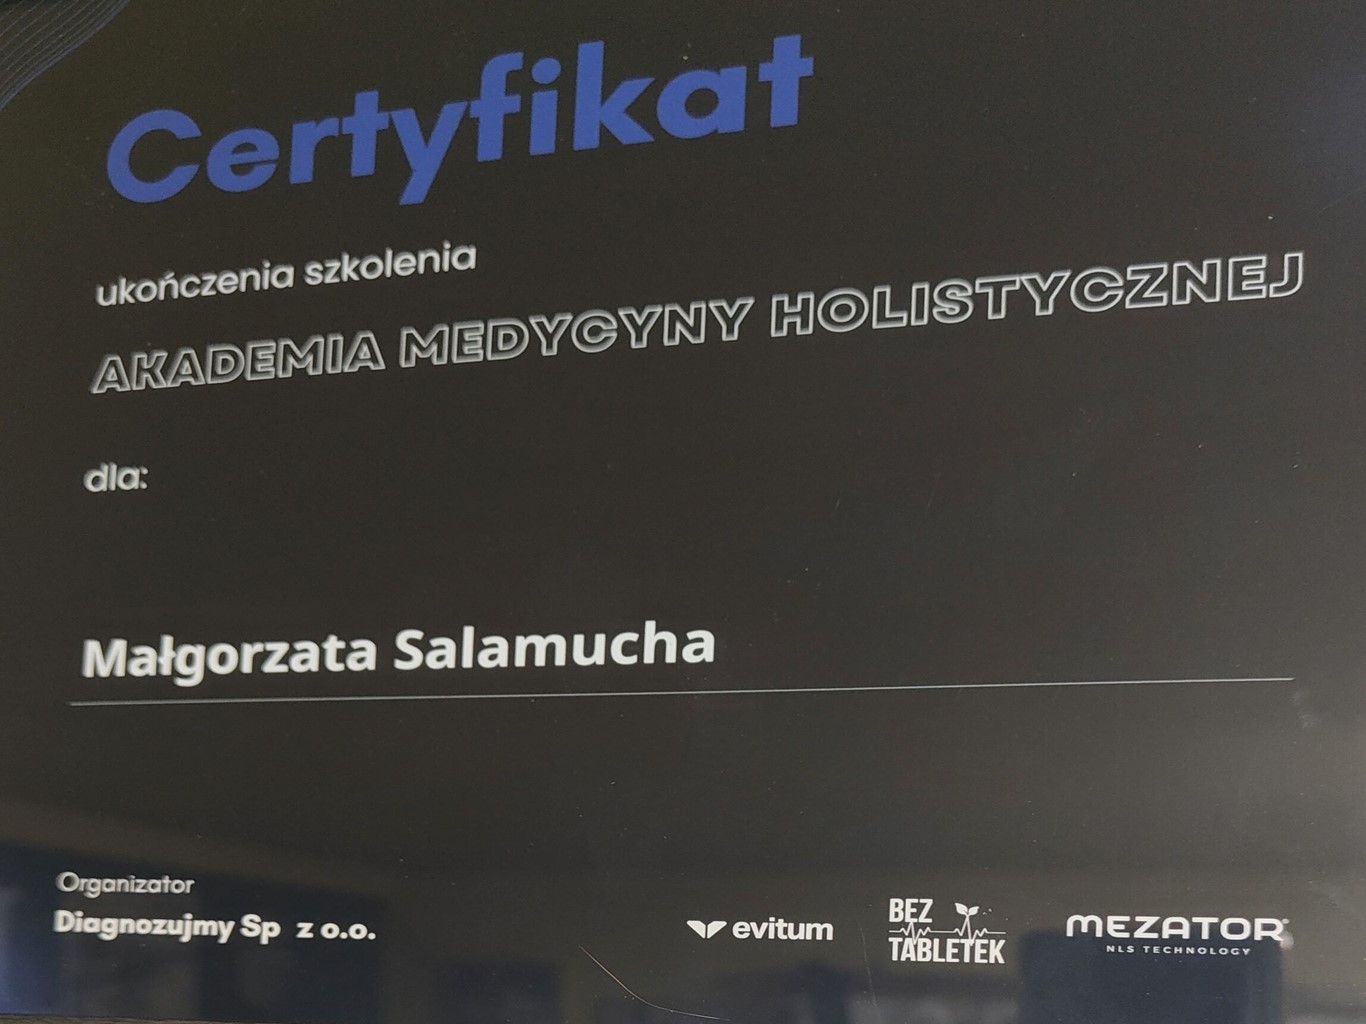 Certyfikat
ukończenia szkolenia
AKADEMIA MEDYCYNY HOLISTYCZNEJ
dla:
Małgorzata Salamucha
Organizator
Diagnozujmy Sp z o.o.
evitum
BEZ
TABLETEK
MEZATOR®
NLS TECHNOLOGY